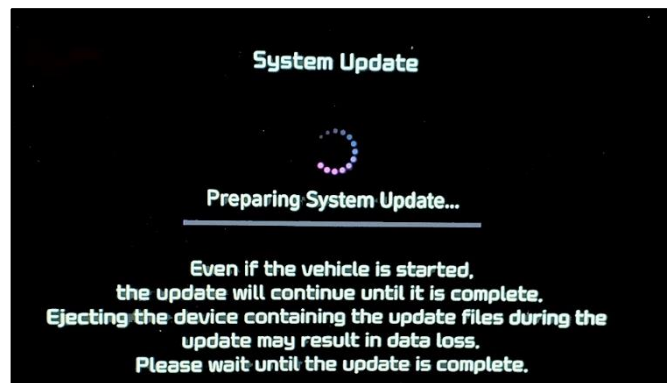 System Update
Preparing System Update...
Even if the vehicle is started,
the update will continue until it is complete.
Ejecting the device containing the update files during the
update may result in data loss.
Please wait until the update is complete.